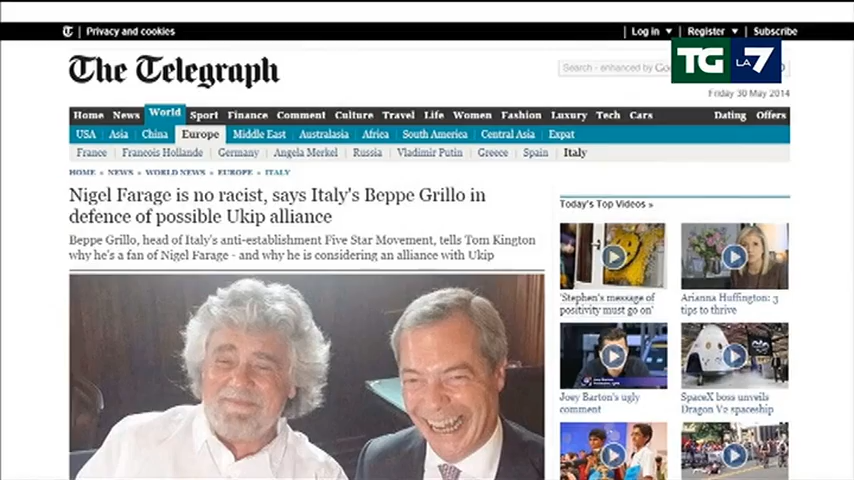 Privacy and cookies
Log in Register Subscribe
The Telegraph
Search - enhanced by
TG LA 7
Friday 30 May 2014
Home News World Sport Finance Comment Culture Travel Life Women Fashion Luxury Tech Cars Dating Offers
USA Asia China Europe Middle East Australasia Africa South America Central Asia Expat
France Francois Hollande Germany Angela Merkel Russia Vladimir Putin Greece Spain Italy
HOME » NEWS » WORLD NEWS » EUROPE » ITALY
Nigel Farage is no racist, says Italy's Beppe Grillo in
defence of possible Ukip alliance
Beppe Grillo, head of Italy's anti-establishment Five Star Movement, tells Tom Kington
why he's a fan of Nigel Farage - and why he is considering an alliance with Ukip
Today's Top Videos »
'Stephen's message of
positivity must go on'
Arianna Huffington: 3
tips to thrive
Joey Barton's ugly
comment
SpaceX boss unveils
Dragon V2 spaceship